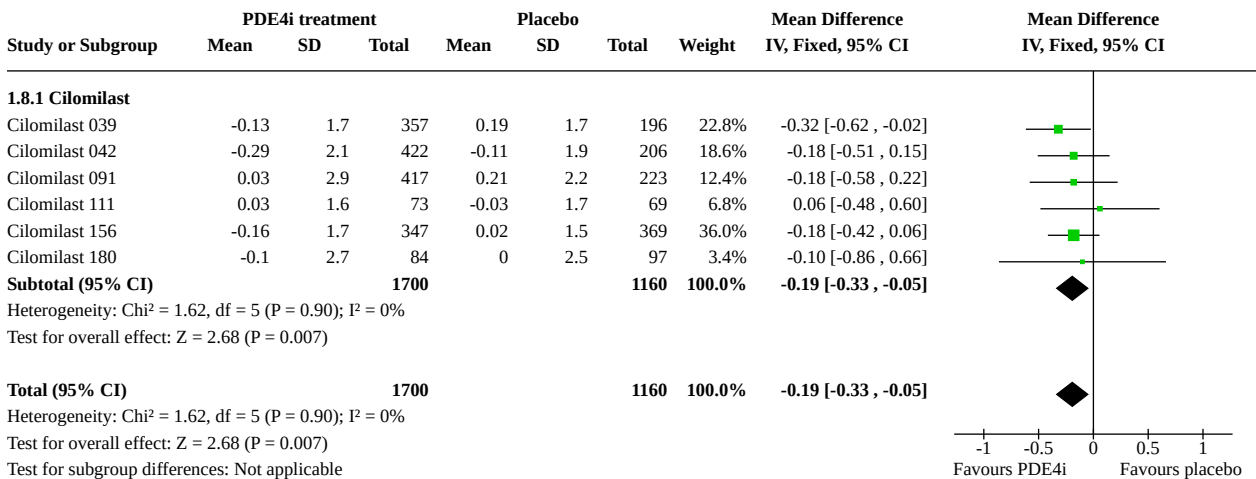 PDE4i treatment Placebo Mean Difference Mean Difference
Study or Subgroup Mean SD Total Mean SD Total Weight IV, Fixed, 95% CI IV, Fixed, 95% CI
1.8.1 Cilomilast
Cilomilast 039 -0.13 1.7 357 0.19 1.7 196 22.8% -0.32 [-0.62 , -0.02]
Cilomilast 042 -0.29 2.1 422 -0.11 1.9 206 18.6% -0.18 [-0.51 , 0.15]
Cilomilast 091 0.03 2.9 417 0.21 2.2 223 12.4% -0.18 [-0.58 , 0.22]
Cilomilast 111 0.03 1.6 73 -0.03 1.7 69 6.8% 0.06 [-0.48 , 0.60]
Cilomilast 156 -0.16 1.7 347 0.02 1.5 369 36.0% -0.18 [-0.42 , 0.06]
Cilomilast 180 -0.1 2.7 84 0 2.5 97 3.4% -0.10 [-0.86 , 0.66]
Subtotal (95% CI) 1700 1160 100.0% -0.19 [-0.33 , -0.05]
Heterogeneity: Chi² = 1.62, df = 5 (P = 0.90); I² = 0%
Test for overall effect: Z = 2.68 (P = 0.007)
Total (95% CI) 1700 1160 100.0% -0.19 [-0.33 , -0.05]
Heterogeneity: Chi² = 1.62, df = 5 (P = 0.90); I² = 0%
Test for overall effect: Z = 2.68 (P = 0.007) -1 -0.5 0 0.5 1
Test for subgroup differences: Not applicable Favours PDE4i Favours placebo